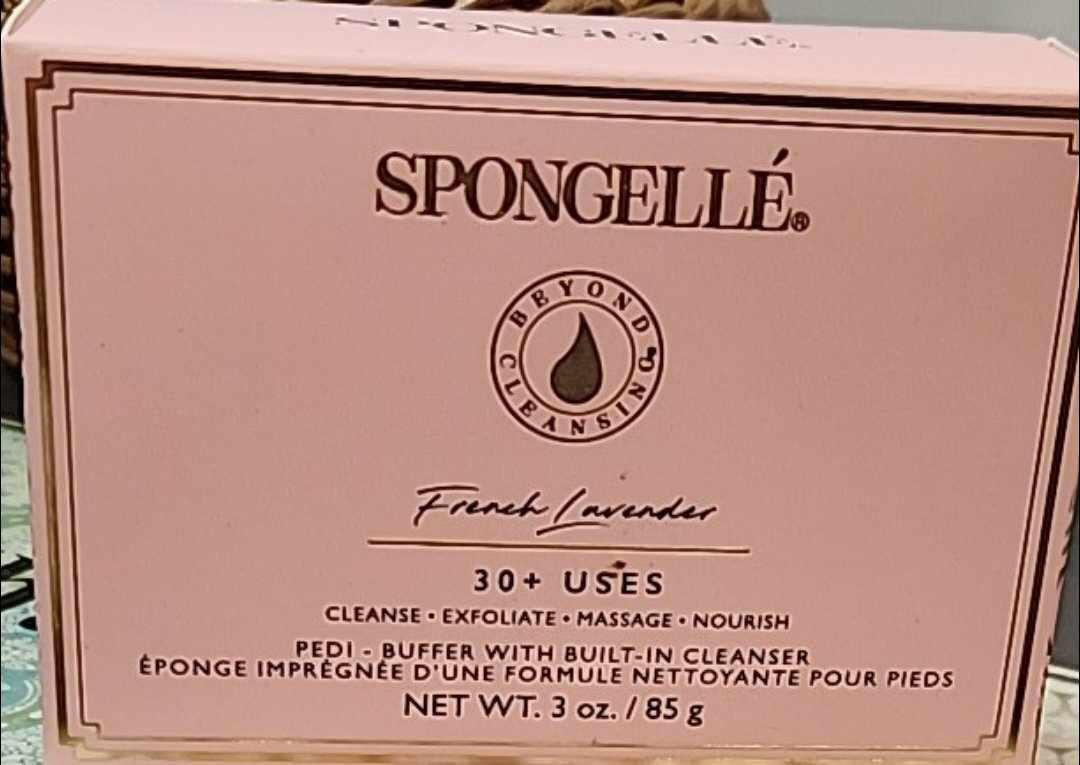 SPONGELLÉ
SPONGELLÉ®
BEYOND CLEANSING
French Lavender
30+ USES
CLEANSE • EXFOLIATE • MASSAGE • NOURISH
PEDI - BUFFER WITH BUILT-IN CLEANSER
ÉPONGE IMPRÉGNÉE D'UNE FORMULE NETTOYANTE POUR PIEDS
NET WT. 3 oz. / 85 g